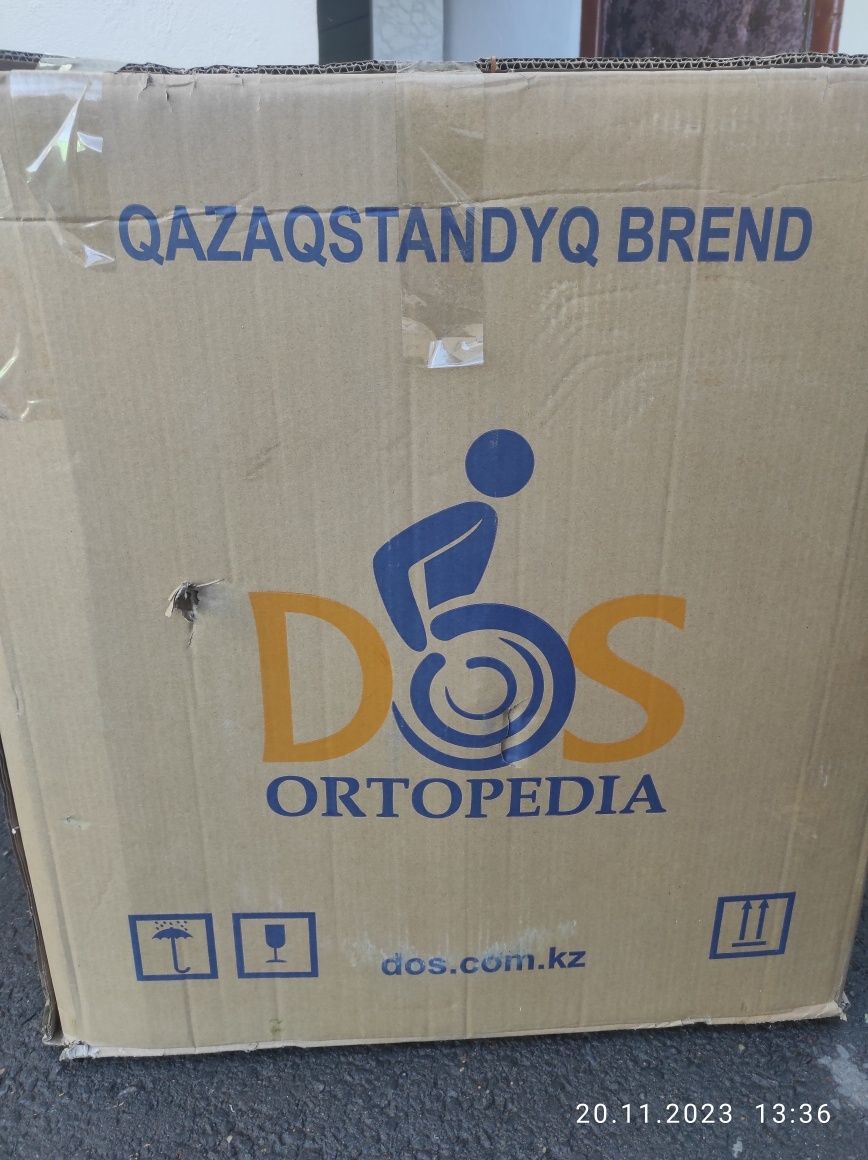 QAZAQSTANDYQ BREND
DOS
ORTOPEDIA
dos.com.kz
20.11.2023 13:36